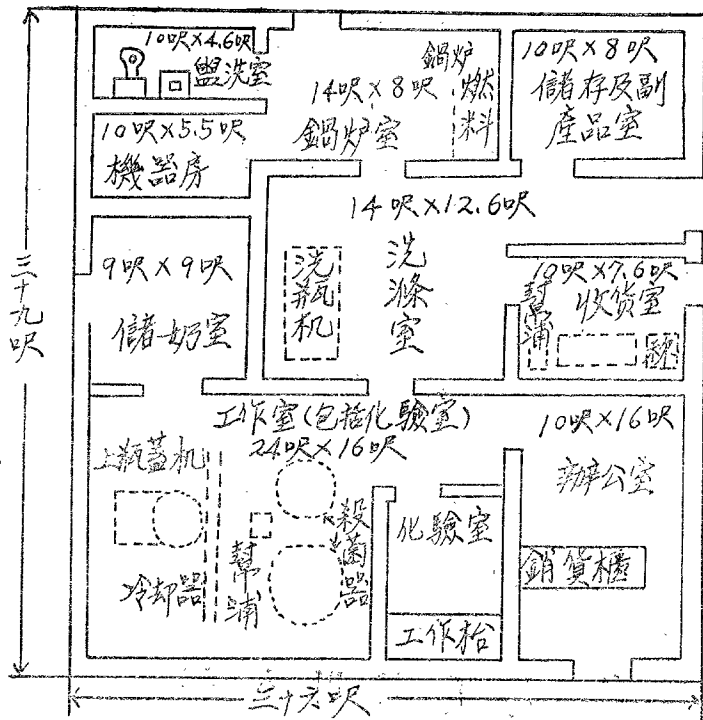 10呎×4.6呎
盥洗室
10呎×5.5呎
機器房
14呎×8呎
鍋炉室
鍋炉
燃料
10呎×8呎
儲存及副
產品室
三十九呎
9呎×9呎
儲奶室
14呎×12.6呎
洗滌室
洗瓶机
10呎×7.6呎
收货室
幫浦
工作室(包括化驗室)
24呎×16呎
上瓶蓋机
冷却器
幫浦
殺菌器
化驗室
工作枱
10呎×16呎
辦公室
銷貨櫃
三十六呎